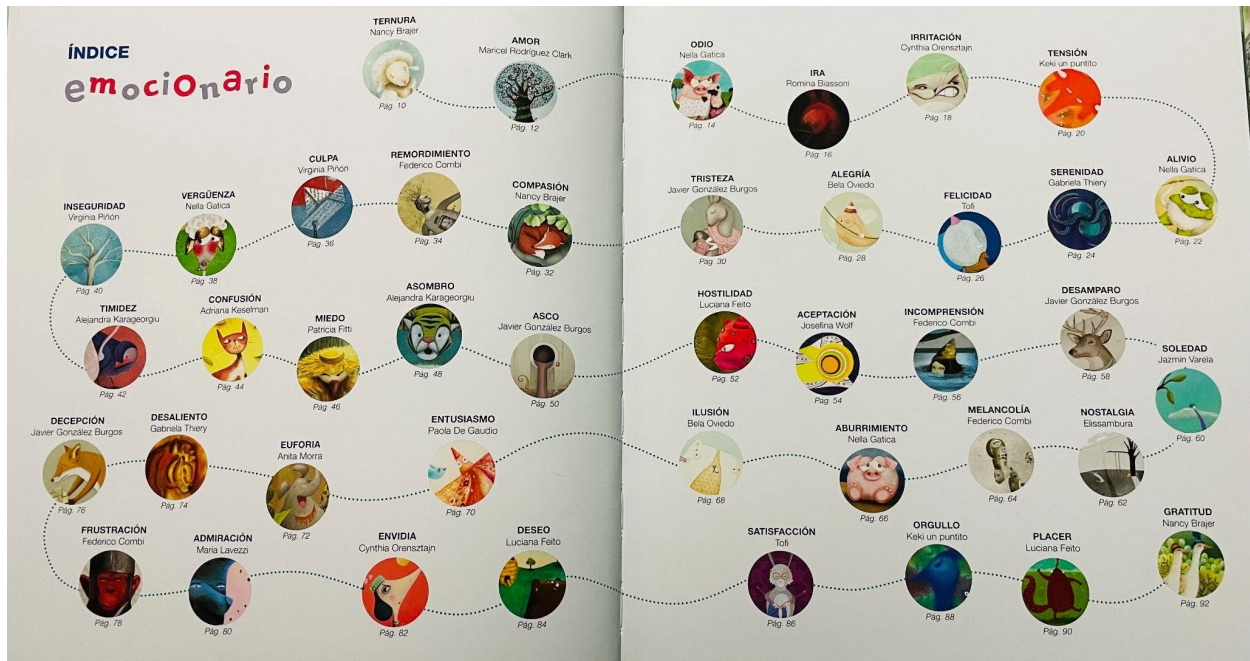 ÍNDICE
emocionario
TERNURA
Nancy Brajer
Pág. 10
AMOR
Maricel Rodríguez Clark
Pág. 12
ODIO
Nella Gatica
Pág. 14
IRA
Romina Biassoni
Pág. 16
IRRITACIÓN
Cynthia Orensztajn
Pág. 18
TENSIÓN
Keki un puntito
Pág. 20
ALIVIO
Nella Gatica
Pág. 22
SERENIDAD
Gabriela Thiery
Pág. 24
FELICIDAD
Tofi
Pág. 26
ALEGRÍA
Bela Oviedo
Pág. 28
TRISTEZA
Javier González Burgos
Pág. 30
COMPASIÓN
Nancy Brajer
Pág. 32
REMORDIMIENTO
Federico Combi
Pág. 34
CULPA
Virginia Piñón
Pág. 36
VERGÜENZA
Nella Gatica
Pág. 38
INSEGURIDAD
Virginia Piñón
Pág. 40
TIMIDEZ
Alejandra Karageorgiu
Pág. 42
CONFUSIÓN
Adriana Keselman
Pág. 44
MIEDO
Patricia Fitti
Pág. 46
ASOMBRO
Alejandra Karageorgiu
Pág. 48
ASCO
Javier González Burgos
Pág. 50
HOSTILIDAD
Luciana Feito
Pág. 52
ACEPTACIÓN
Josefina Wolf
Pág. 54
INCOMPRENSIÓN
Federico Combi
Pág. 56
DESAMPARO
Javier González Burgos
Pág. 58
SOLEDAD
Jazmín Varela
Pág. 60
NOSTALGIA
Elissambura
Pág. 62
MELANCOLÍA
Federico Combi
Pág. 64
ABURRIMIENTO
Nella Gatica
Pág. 66
ILUSIÓN
Bela Oviedo
Pág. 68
ENTUSIASMO
Paola De Gaudio
Pág. 70
EUFORIA
Anita Morra
Pág. 72
DESALIENTO
Gabriela Thiery
Pág. 74
DECEPCIÓN
Javier González Burgos
Pág. 76
FRUSTRACIÓN
Federico Combi
Pág. 78
ADMIRACIÓN
María Lavezzi
Pág. 80
ENVIDIA
Cynthia Orensztajn
Pág. 82
DESEO
Luciana Feito
Pág. 84
SATISFACCIÓN
Tofi
Pág. 86
ORGULLO
Keki un puntito
Pág. 88
PLACER
Luciana Feito
Pág. 90
GRATITUD
Nancy Brajer
Pág. 92